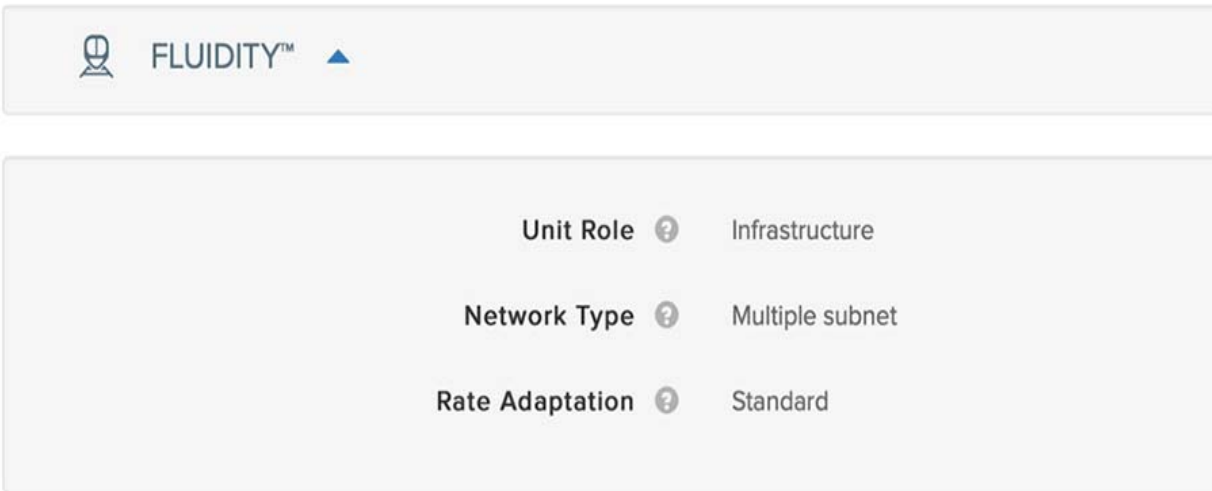 FLUIDITY™
Unit Role ? Infrastructure
Network Type ? Multiple subnet
Rate Adaptation ? Standard